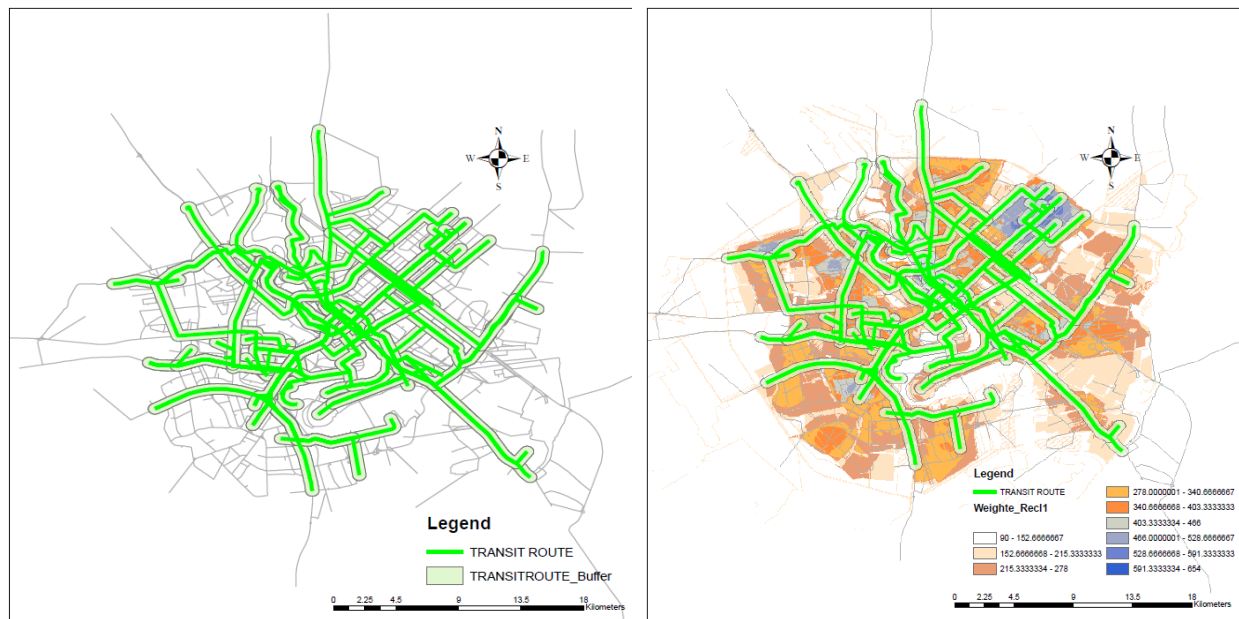 N
W E
S
Legend
TRANSIT ROUTE
TRANSITROUTE_Buffer
0 2.25 4.5 9 13.5 18
Kilometers
N
W E
S
Legend
TRANSIT ROUTE
Weighte_Recl1
90 - 152.6666667
152.6666668 - 215.3333333
215.3333334 - 278
278.0000001 - 340.6666667
340.6666668 - 403.3333333
403.3333334 - 466
466.0000001 - 528.6666667
528.6666668 - 591.3333333
591.3333334 - 654
0 2.25 4.5 9 13.5 18
Kilometers